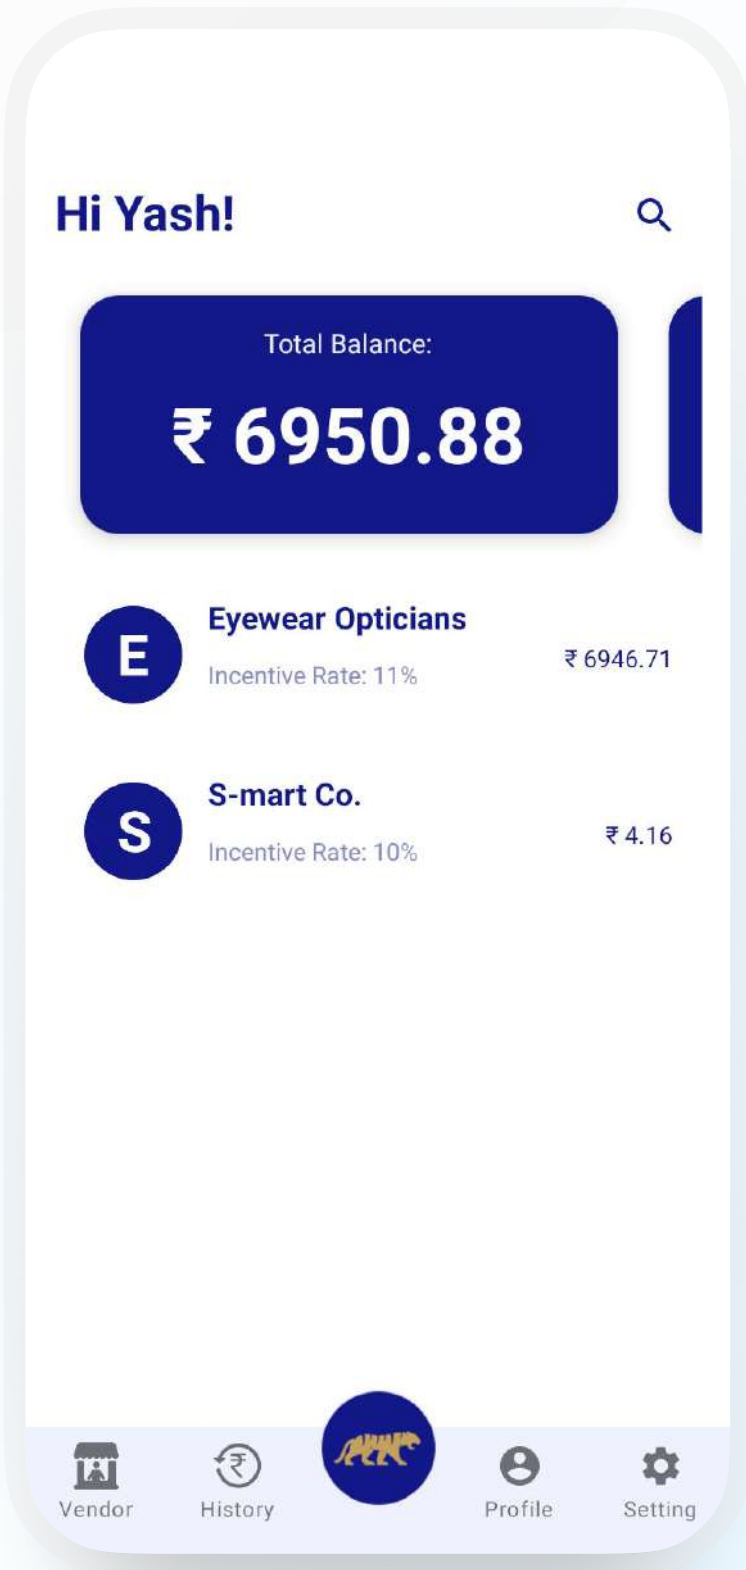 Hi Yash!
Total Balance:
₹ 6950.88
E
Eyewear Opticians
Incentive Rate: 11%
₹ 6946.71
S
S-mart Co.
Incentive Rate: 10%
₹ 4.16
₹
Vendor
History
Profile
Setting